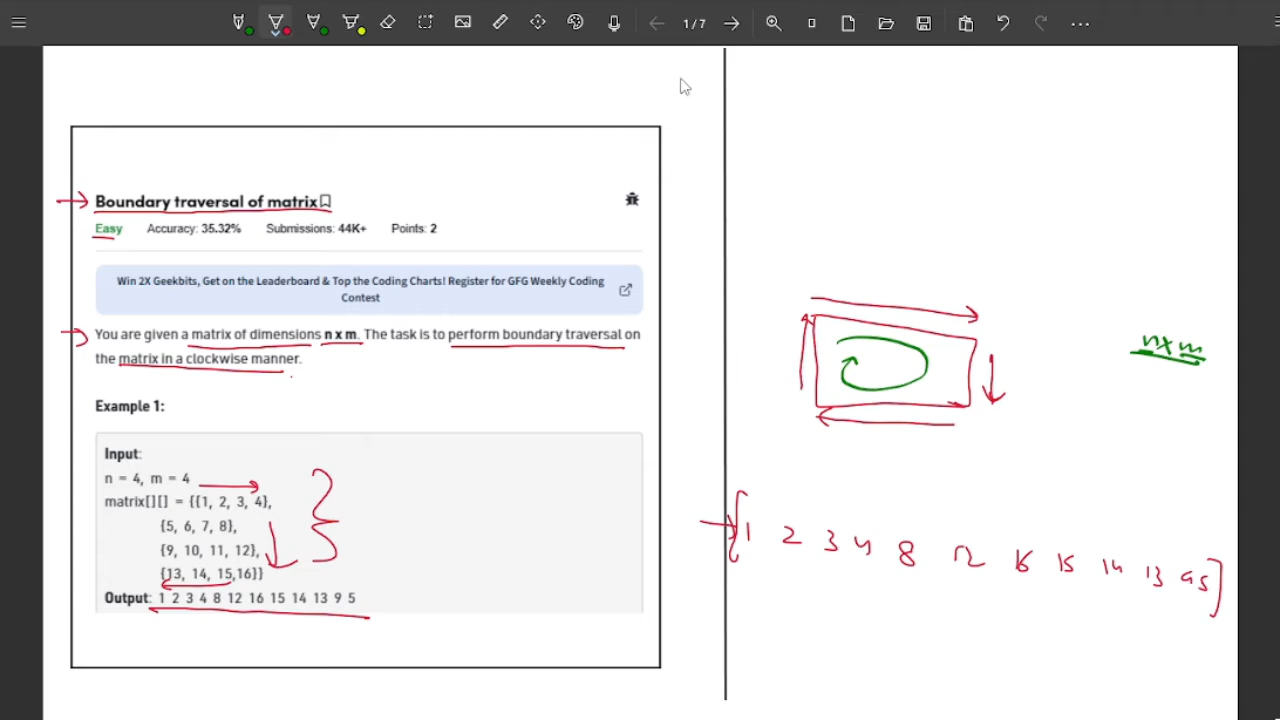 1/7
Boundary traversal of matrix
Easy Accuracy: 35.32% Submissions: 44K+ Points: 2
Win 2X Geekbits, Get on the Leaderboard & Top the Coding Charts! Register for GFG Weekly Coding
Contest
You are given a matrix of dimensions n x m. The task is to perform boundary traversal on
the matrix in a clockwise manner.
Example 1:
Input:
n = 4, m = 4
matrix[][] = {{1, 2, 3, 4},
{5, 6, 7, 8},
{9, 10, 11, 12},
{13, 14, 15,16}}
Output: 1 2 3 4 8 12 16 15 14 13 9 5
n x m
{1 2 3 4 8 12 16 15 14 13 9 5]